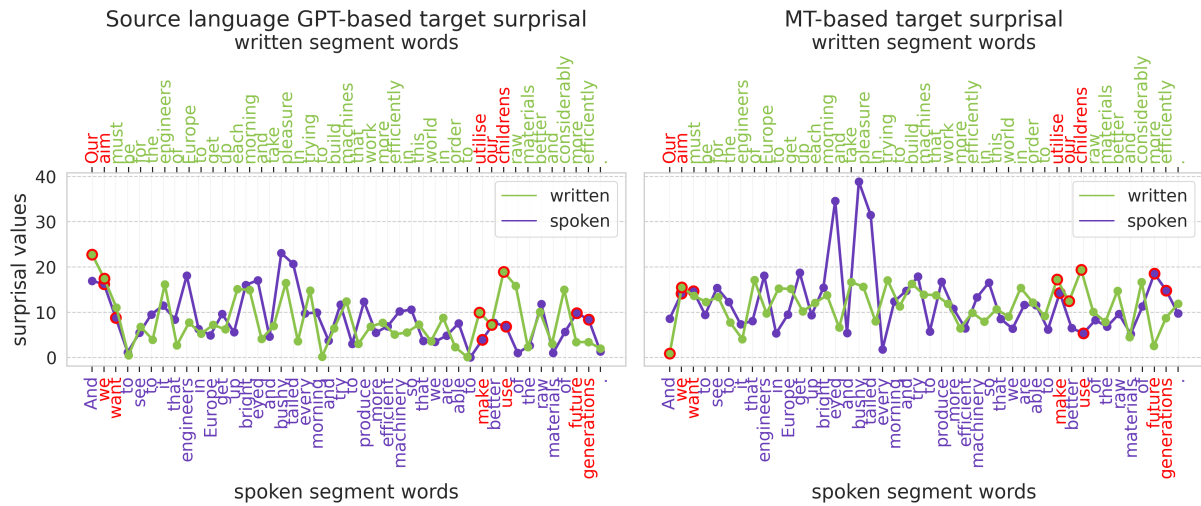 Source language GPT-based target surprisal
written segment words
Our aim must be for the engineers of Europe to get up each morning and take pleasure in trying to build machines that work more efficiently in this world in order to utilise our childrens raw materials better and considerably more efficiently .
surprisal values
40
30
20
10
0
written
spoken
And we want to see to it that engineers in Europe get up bright eyed and bushy tailed every morning and try to produce more efficient machinery so that we are able to make better use of the raw materials of future generations .
spoken segment words
MT-based target surprisal
written segment words
Our aim must be for the engineers of Europe to get up each morning and take pleasure in trying to build machines that work more efficiently in this world in order to utilise our childrens raw materials better and considerably more efficiently .
written
spoken
And we want to see to it that engineers in Europe get up bright eyed and bushy tailed every morning and try to produce more efficient machinery so that we are able to make better use of the raw materials of future generations .
spoken segment words